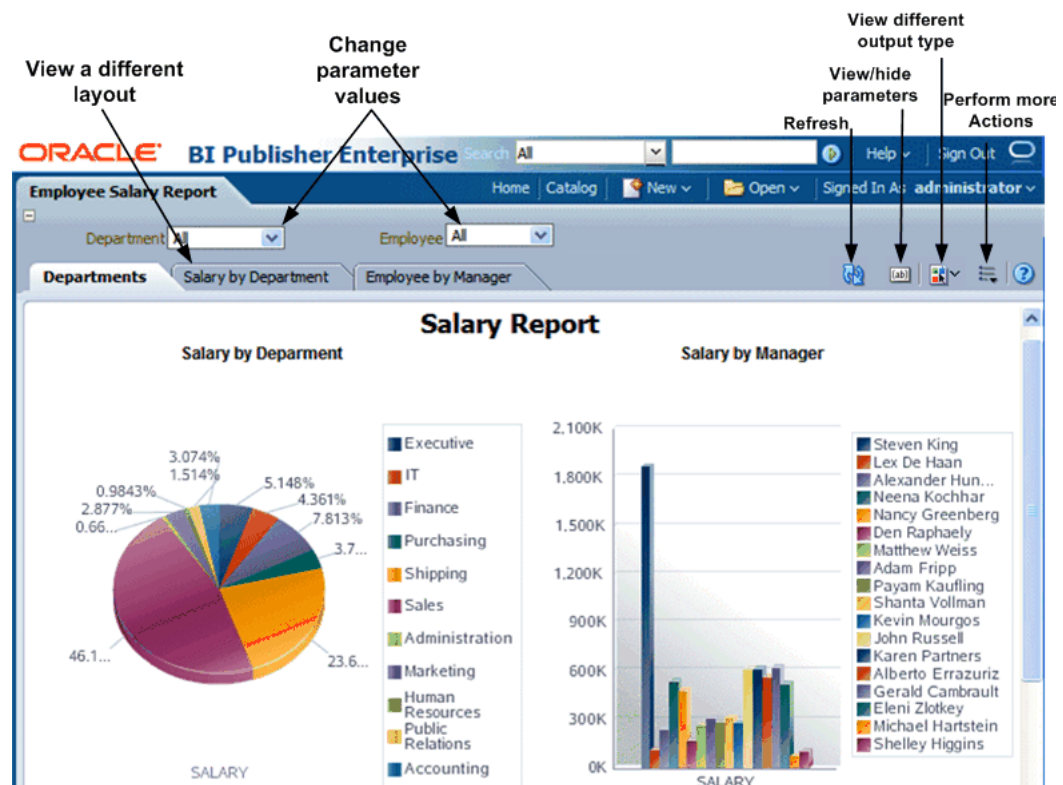 View different
output type
Change
parameter
values
View a different
layout
View/hide
parameters
Perform more
Actions
Refresh
ORACLE BI Publisher Enterprise Search All Help Sign Out
Employee Salary Report Home Catalog New Open Signed In As administrator
Department All Employee All
Departments Salary by Department Employee by Manager
Salary Report
Salary by Deparment
Salary by Manager
3.074%
1.514%
0.9843%
2.877%
0.66...
5.148%
4.361%
7.813%
3.7...
46.1...
23.6...
SALARY
Executive
IT
Finance
Purchasing
Shipping
Sales
Administration
Marketing
Human
Resources
Public
Relations
Accounting
2,100K
1,800K
1,500K
1,200K
900K
600K
300K
0K
SALARY
Steven King
Lex De Haan
Alexander Hun...
Neena Kochhar
Nancy Greenberg
Den Raphaely
Matthew Weiss
Adam Fripp
Payam Kaufling
Shanta Vollman
Kevin Mourgos
John Russell
Karen Partners
Alberto Errazuriz
Gerald Cambrault
Eleni Zlotkey
Michael Hartstein
Shelley Higgins